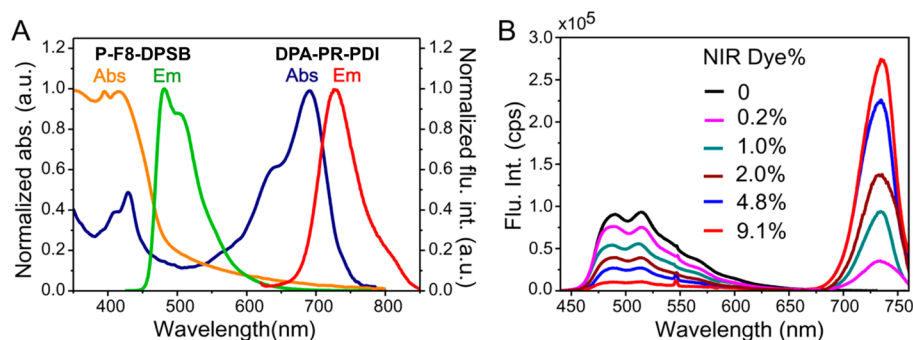 A
P-F8-DPSB
DPA-PR-PDI
Abs
Em
Abs
Em
Normalized abs. (a.u.)
1.2
1.0
0.8
0.6
0.4
0.2
0.0
1.2
1.0
0.8
0.6
0.4
0.2
0.0
Normalized flu. int. (a.u.)
400
500
600
700
800
Wavelength(nm)
B
×10⁵
Flu. Int. (cps)
3.0
2.5
2.0
1.5
1.0
0.5
0.0
NIR Dye%
0
0.2%
1.0%
2.0%
4.8%
9.1%
450
500
550
600
650
700
750
Wavelength (nm)